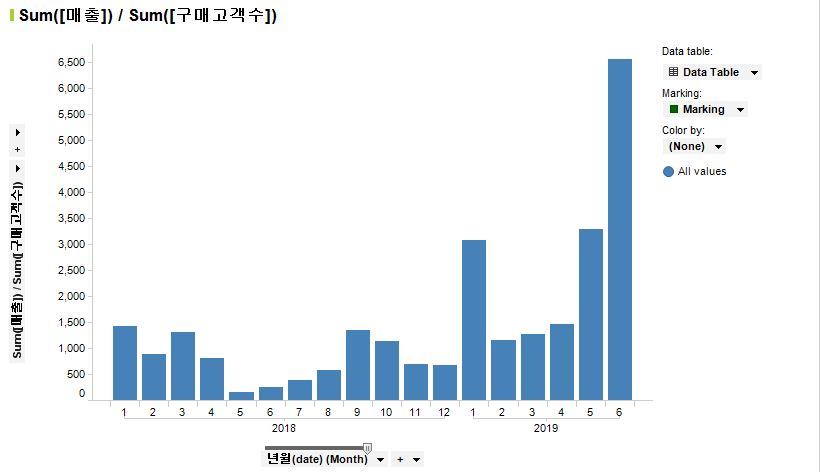 Sum([매출]) / Sum([구매고객수])
Data table:
Data Table
Marking:
Marking
Color by:
(None)
All values
Sum([매출]) / Sum([구매고객수])
+
6,500
6,000
5,500
5,000
4,500
4,000
3,500
3,000
2,500
2,000
1,500
1,000
500
0
1 2 3 4 5 6 7 8 9 10 11 12 1 2 3 4 5 6
2018 2019
년월(date) (Month) +